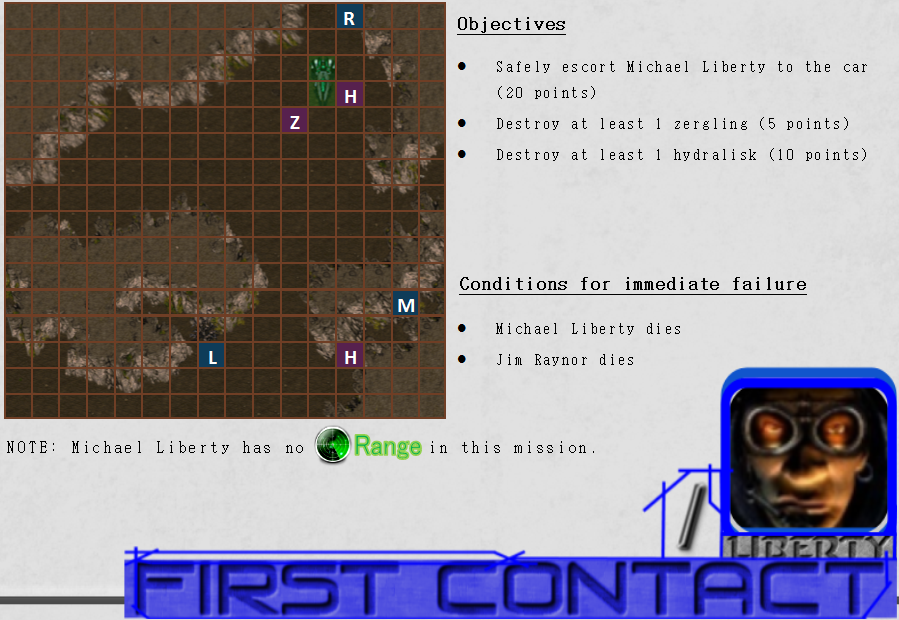 R
H
Z
M
L
H
Objectives
● Safely escort Michael Liberty to the car
(20 points)
● Destroy at least 1 zergling (5 points)
● Destroy at least 1 hydralisk (10 points)
Conditions for immediate failure
● Michael Liberty dies
● Jim Raynor dies
NOTE: Michael Liberty has no Range in this mission.
LIBERTY
FIRST CONTACT